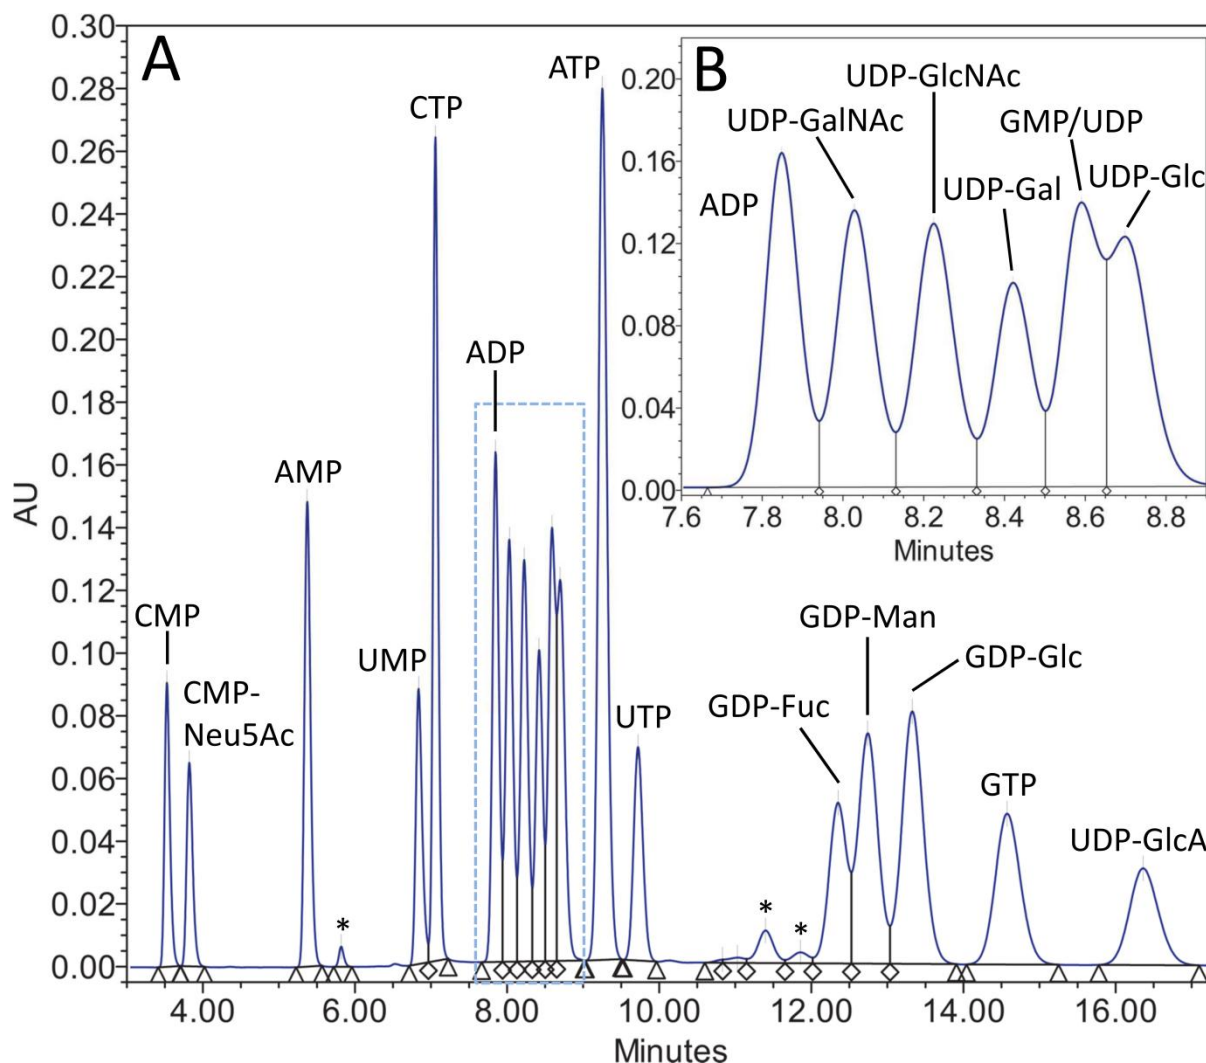 A
0.30
0.28
0.26
0.24
0.22
0.20
0.18
0.16
0.14
0.12
0.10
0.08
0.06
0.04
0.02
0.00
AU
CMP
CMP-
Neu5Ac
AMP
*
UMP
CTP
ADP
ATP
UTP
*
*
GDP-Fuc
GDP-Man
GDP-Glc
GTP
UDP-GlcA
4.00 6.00 8.00 10.00 12.00 14.00 16.00
Minutes
B
0.20
0.16
0.12
0.08
0.04
0.00
ADP
UDP-GalNAc
UDP-GlcNAc
UDP-Gal
GMP/UDP
UDP-Glc
7.6 7.8 8.0 8.2 8.4 8.6 8.8
Minutes